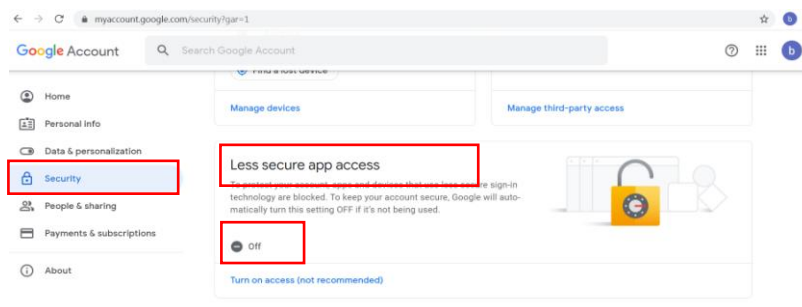 myaccount.google.com/security?gar=1
b
Google Account
Search Google Account
b
Find a lost device
Home
Manage devices
Manage third-party access
Personal info
Data & personalization
Less secure app access
Security
To protect your account, apps and devices that use less secure sign-in
technology are blocked. To keep your account secure, Google will auto-
matically turn this setting OFF if it's not being used.
People & sharing
Payments & subscriptions
Off
About
Turn on access (not recommended)